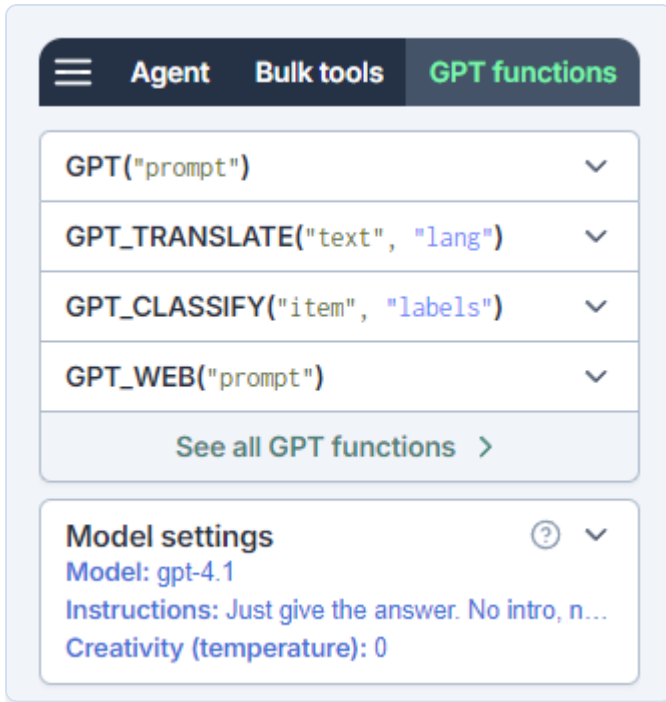 Agent Bulk tools GPT functions
GPT("prompt")
GPT_TRANSLATE("text", "lang")
GPT_CLASSIFY("item", "labels")
GPT_WEB("prompt")
See all GPT functions
Model settings
Model: gpt-4.1
Instructions: Just give the answer. No intro, n...
Creativity (temperature): 0